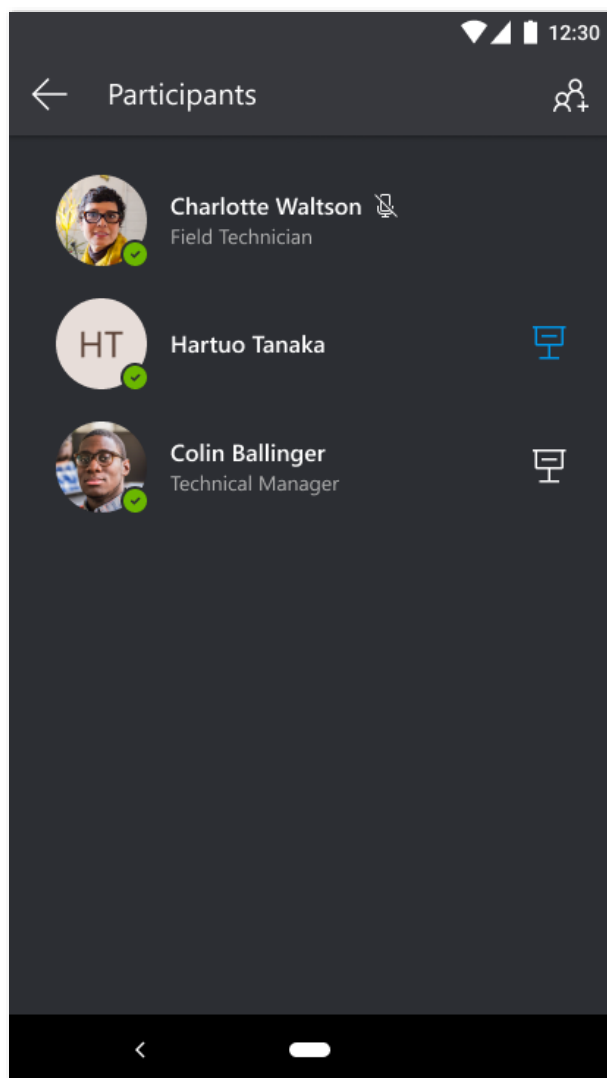 12:30
Participants
Charlotte Waltson
Field Technician
HT
Hartuo Tanaka
Colin Ballinger
Technical Manager